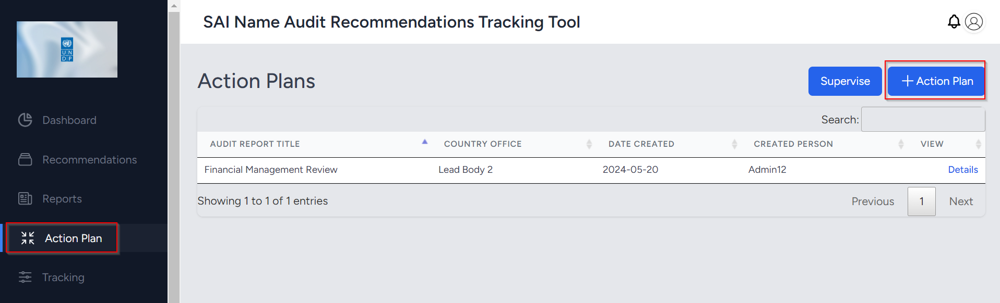 SAI Name Audit Recommendations Tracking Tool
UN
DP
Dashboard
Recommendations
Reports
Action Plan
Tracking
Action Plans
Supervise
+ Action Plan
Search:
AUDIT REPORT TITLE COUNTRY OFFICE DATE CREATED CREATED PERSON VIEW
Financial Management Review Lead Body 2 2024-05-20 Admin12 Details
Showing 1 to 1 of 1 entries
Previous 1 Next